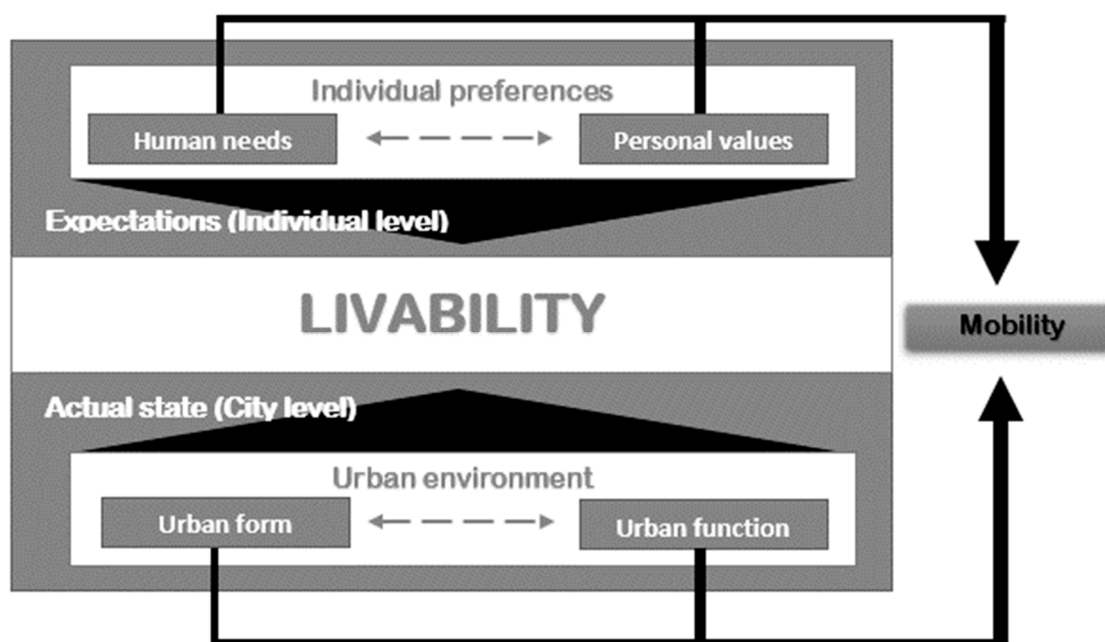 Individual preferences
Human needs
Personal values
Expectations (Individual level)
LIVABILITY
Mobility
Actual state (City level)
Urban environment
Urban form
Urban function